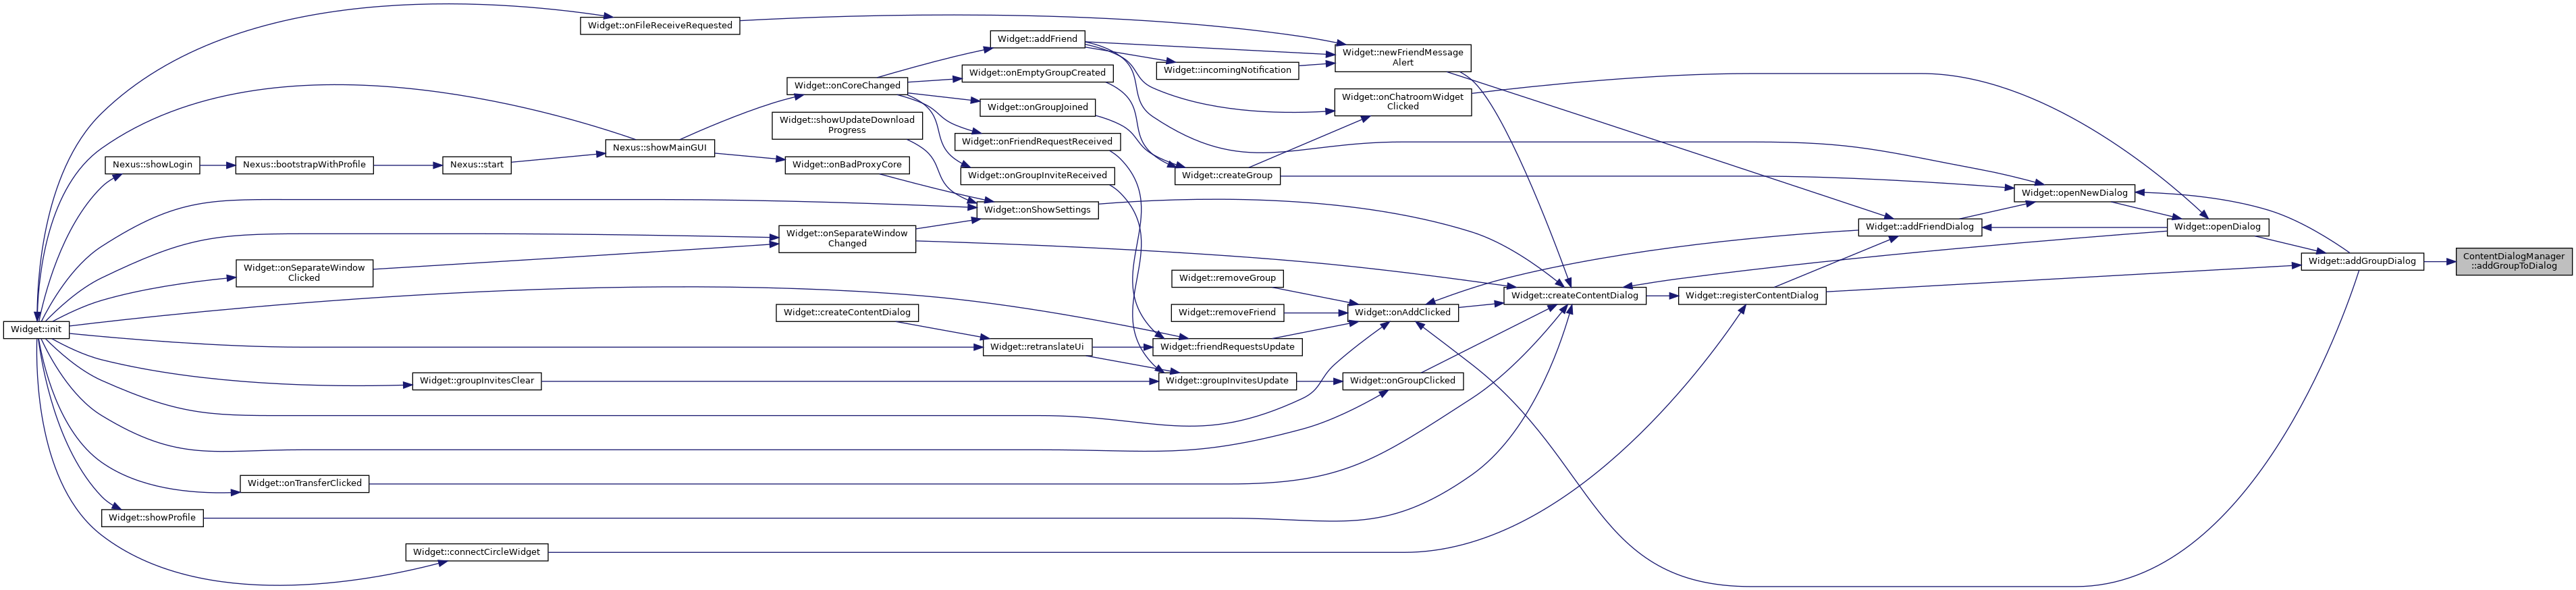 Widget::onFileReceiveRequested
Widget::addFriend
Widget::newFriendMessage
Alert
Widget::incomingNotification
Widget::onEmptyGroupCreated
Widget::onCoreChanged
Widget::onChatroomWidget
Clicked
Widget::onGroupJoined
Widget::showUpdateDownload
Progress
Widget::onFriendRequestReceived
Nexus::showMainGUI
Nexus::showLogin
Nexus::bootstrapWithProfile
Nexus::start
Widget::onBadProxyCore
Widget::onGroupInviteReceived
Widget::createGroup
Widget::openNewDialog
Widget::onShowSettings
Widget::addFriendDialog
Widget::openDialog
Widget::onSeparateWindow
Changed
ContentDialogManager
::addGroupToDialog
Widget::addGroupDialog
Widget::onSeparateWindow
Clicked
Widget::removeGroup
Widget::createContentDialog
Widget::registerContentDialog
Widget::createContentDialog
Widget::removeFriend
Widget::onAddClicked
Widget::init
Widget::retranslateUi
Widget::friendRequestsUpdate
Widget::groupInvitesClear
Widget::groupInvitesUpdate
Widget::onGroupClicked
Widget::onTransferClicked
Widget::showProfile
Widget::connectCircleWidget